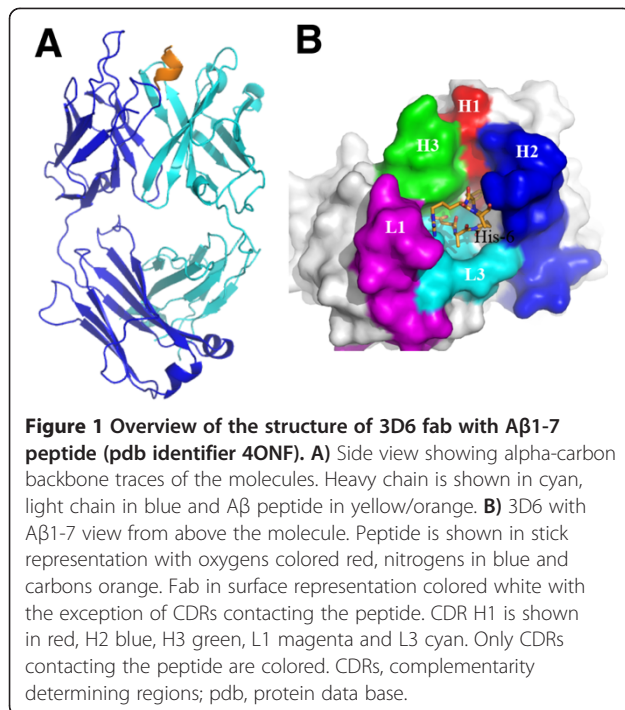 A
B
H1
H3
H2
L1
His-6
L3
Figure 1 Overview of the structure of 3D6 fab with Aβ1-7
peptide (pdb identifier 4ONF). A) Side view showing alpha-carbon
backbone traces of the molecules. Heavy chain is shown in cyan,
light chain in blue and Aβ peptide in yellow/orange. B) 3D6 with
Aβ1-7 view from above the molecule. Peptide is shown in stick
representation with oxygens colored red, nitrogens in blue and
carbons orange. Fab in surface representation colored white with
the exception of CDRs contacting the peptide. CDR H1 is shown
in red, H2 blue, H3 green, L1 magenta and L3 cyan. Only CDRs
contacting the peptide are colored. CDRs, complementarity
determining regions; pdb, protein data base.